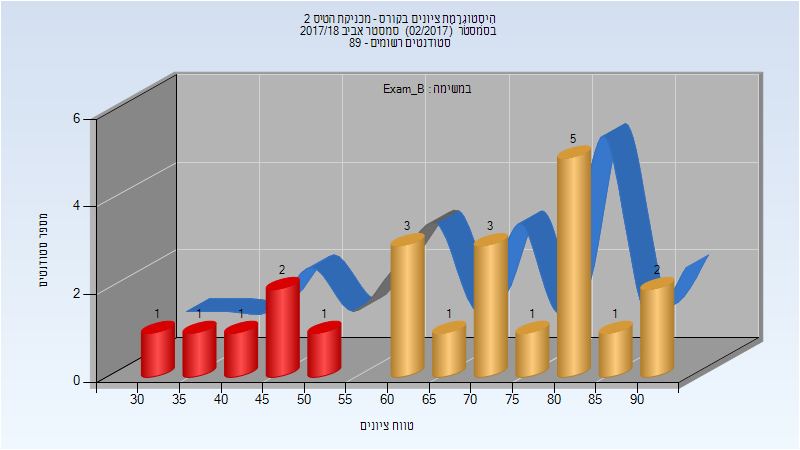 היסטוגרמת ציונים בקורס - מכניקת הטיס 2
בסמסטר (02/2017) סמסטר אביב 2017/18
סטודנטים רשומים - 89
במשימה : Exam_B
מספר סטודנטים
6
4
2
0
1 1 1 2 1 3 1 3 1 5 1 2
30 35 40 45 50 55 60 65 70 75 80 85 90
טווח ציונים